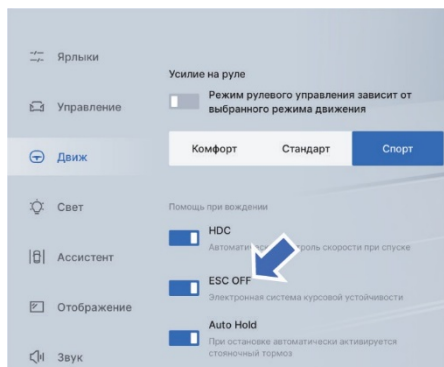 Ярлыки
Усилие на руле
Режим рулевого управления зависит от
выбранного режима движения
Управление
Комфорт Стандарт Спорт
Движ
Помощь при вождении
Свет
HDC
скорости при спуске
Ассистент
ESC OFF
Электронная система курсовой устойчивости
Отображение
Auto Hold
При остановке автоматически активируется
стояночный тормоз
Звук